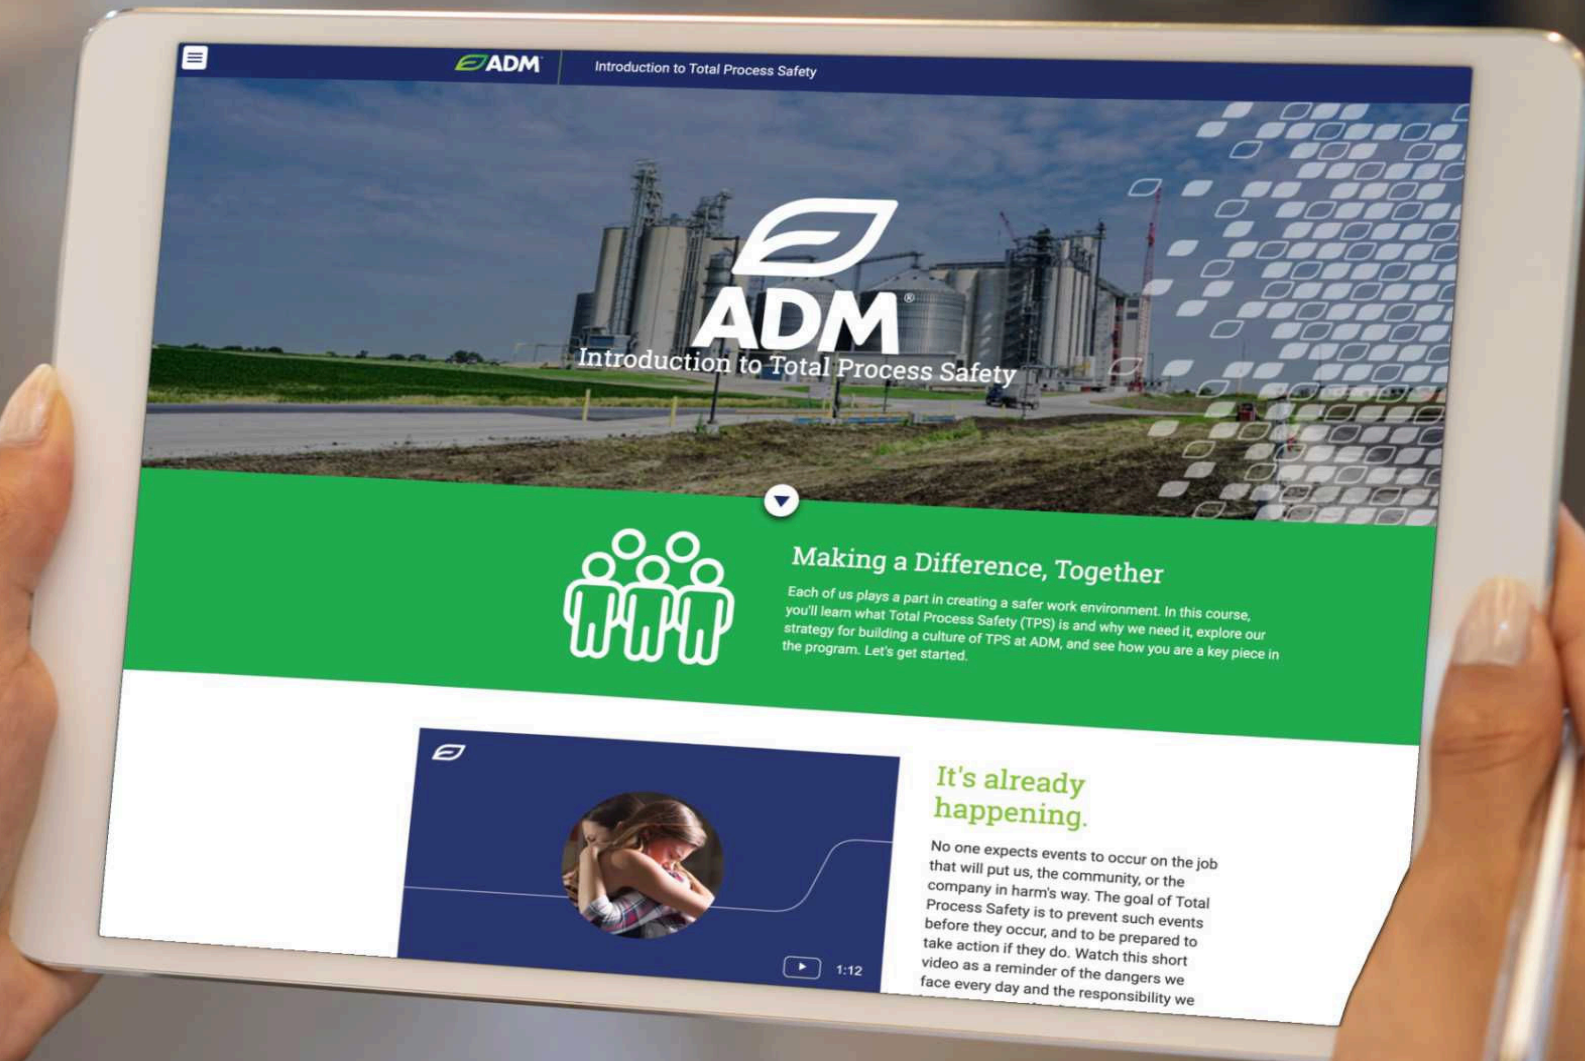 ADM
Introduction to Total Process Safety
ADM®
Introduction to Total Process Safety
Making a Difference, Together
Each of us plays a part in creating a safer work environment. In this course,
you'll learn what Total Process Safety (TPS) is and why we need it, explore our
strategy for building a culture of TPS at ADM, and see how you are a key piece in
the program. Let's get started.
It's already
happening.
No one expects events to occur on the job
that will put us, the community, or the
company in harm's way. The goal of Total
Process Safety is to prevent such events
before they occur, and to be prepared to
take action if they do. Watch this short
video as a reminder of the dangers we
face every day and the responsibility we
1:12